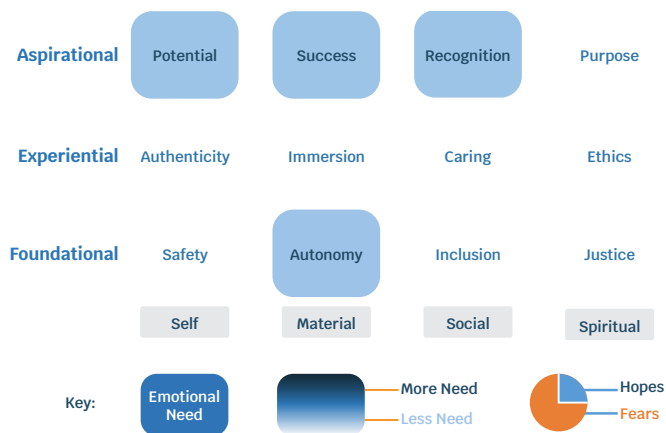 Aspirational Potential Success Recognition Purpose
Experiential Authenticity Immersion Caring Ethics
Foundational Safety Autonomy Inclusion Justice
Self Material Social Spiritual
Key: Emotional Need More Need Less Need Hopes Fears